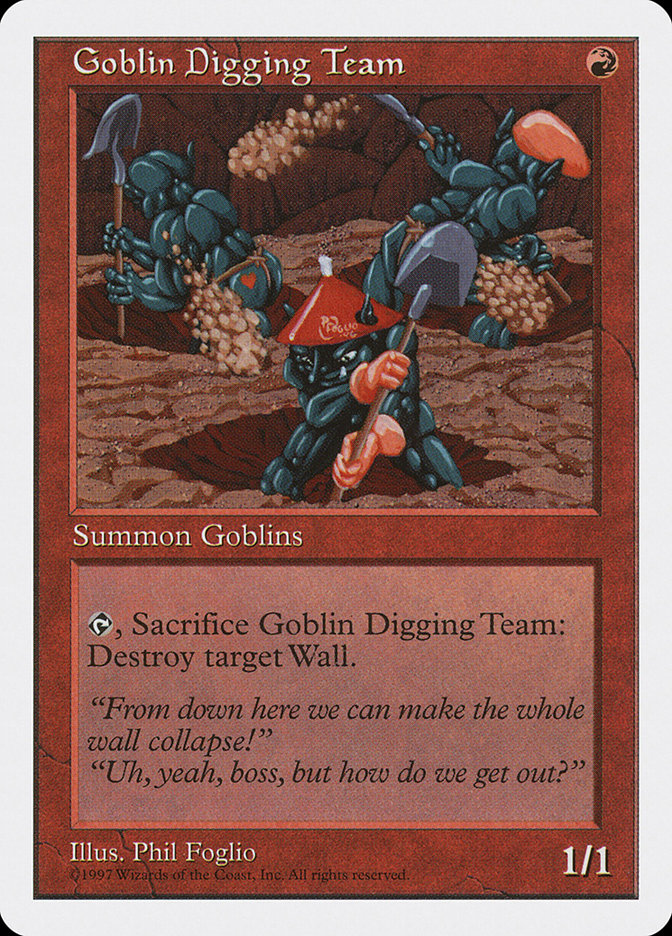 Goblin Digging Team
Summon Goblins
, Sacrifice Goblin Digging Team:
Destroy target Wall.
“From down here we can make the whole
wall collapse!”
“Uh, yeah, boss, but how do we get out?”
Illus. Phil Foglio
1/1
©1997 Wizards of the Coast, Inc. All rights reserved.